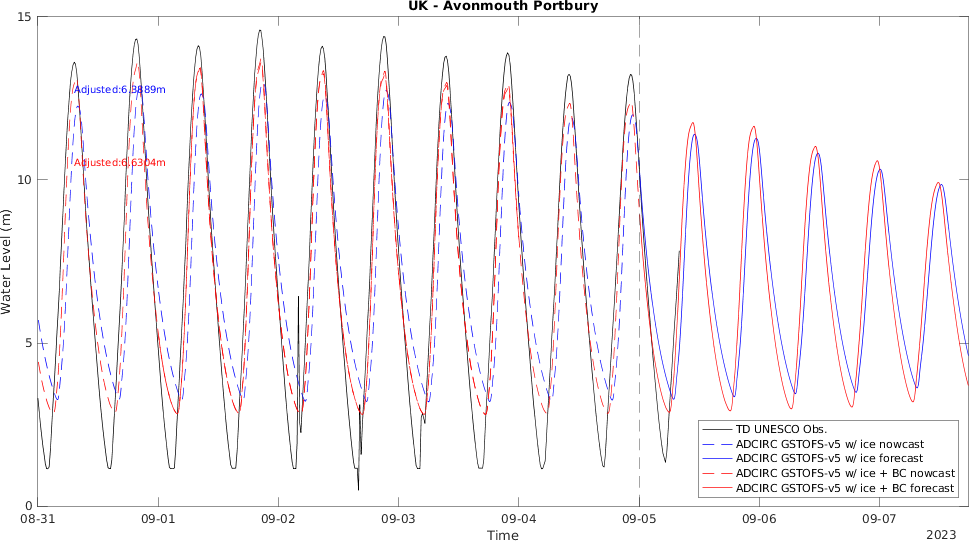 UK - Avonmouth Portbury
15
Adjusted:6.3889m
Adjusted:6.6304m
10
Water Level (m)
5
TD UNESCO Obs.
ADCIRC GSTOFS-v5 w/ ice nowcast
ADCIRC GSTOFS-v5 w/ ice forecast
ADCIRC GSTOFS-v5 w/ ice + BC nowcast
ADCIRC GSTOFS-v5 w/ ice + BC forecast
0
08-31 09-01 09-02 09-03 09-04 09-05 09-06 09-07
Time
2023